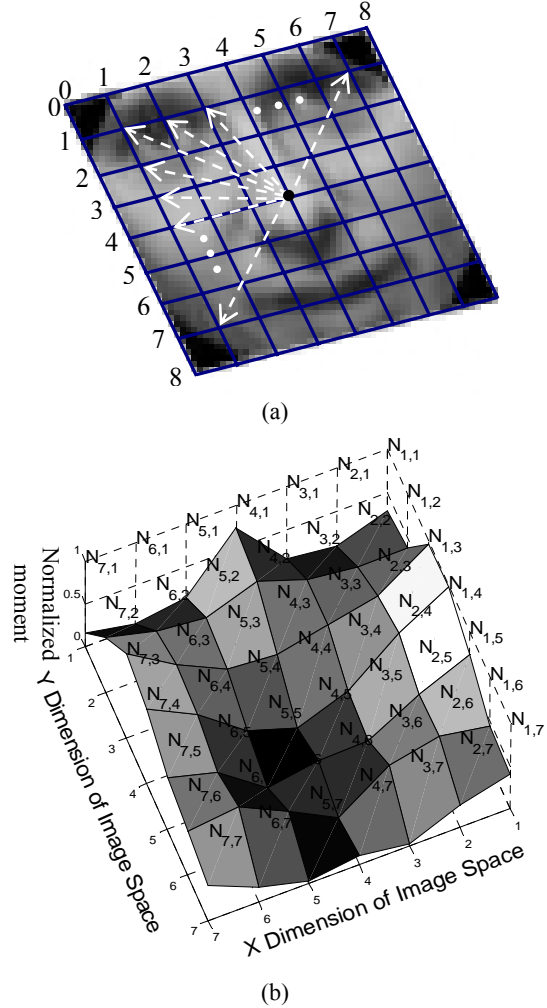 0 1 2 3 4 5 6 7 8
0
1
2
3
4
5
6
7
8
(a)
N1,1
N2,1
N3,1
N4,1
N5,1
N6,1
N7,1
N1,2
N2,2
N3,2
N4,2
N5,2
N6,2
N7,2
N1,3
N2,3
N3,3
N4,3
N5,3
N6,3
N7,3
N1,4
N2,4
N3,4
N4,4
N5,4
N6,4
N7,4
N1,5
N2,5
N3,5
N4,5
N5,5
N6,5
N7,5
N1,6
N2,6
N3,6
N4,6
N7,6
N1,7
N2,7
N3,7
N4,7
N5,7
N6,7
N7,7
1
0.5
0
Normalized
moment
1
2
3
4
5
6
7
Y Dimension of Image Space
7
6
5
4
3
2
1
X Dimension of Image Space
(b)